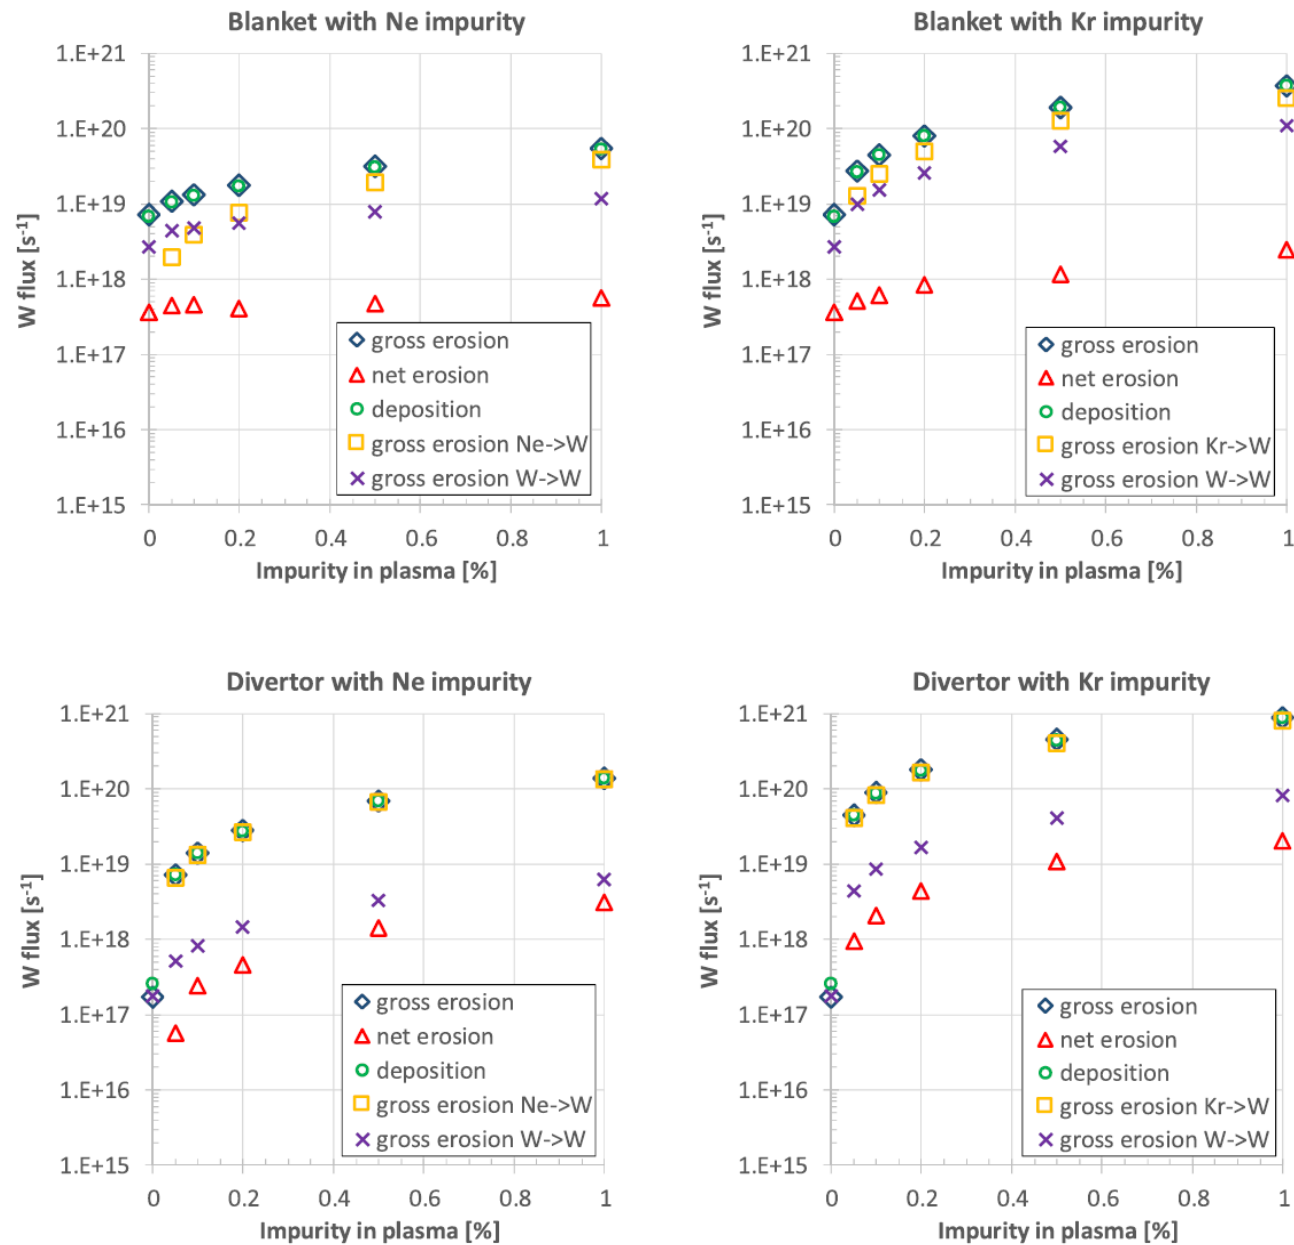 Blanket with Ne impurity
1.E+21
1.E+20
1.E+19
1.E+18
1.E+17
1.E+16
1.E+15
W flux [s⁻¹]
gross erosion
net erosion
deposition
gross erosion Ne->W
gross erosion W->W
0 0.2 0.4 0.6 0.8 1
Impurity in plasma [%]
Blanket with Kr impurity
1.E+21
1.E+20
1.E+19
1.E+18
1.E+17
1.E+16
1.E+15
W flux [s⁻¹]
gross erosion
net erosion
deposition
gross erosion Kr->W
gross erosion W->W
0 0.2 0.4 0.6 0.8 1
Impurity in plasma [%]
Divertor with Ne impurity
1.E+21
1.E+20
1.E+19
1.E+18
1.E+17
1.E+16
1.E+15
W flux [s⁻¹]
gross erosion
net erosion
deposition
gross erosion Ne->W
gross erosion W->W
0 0.2 0.4 0.6 0.8 1
Impurity in plasma [%]
Divertor with Kr impurity
1.E+21
1.E+20
1.E+19
1.E+18
1.E+17
1.E+16
1.E+15
W flux [s⁻¹]
gross erosion
net erosion
deposition
gross erosion Kr->W
gross erosion W->W
0 0.2 0.4 0.6 0.8 1
Impurity in plasma [%]